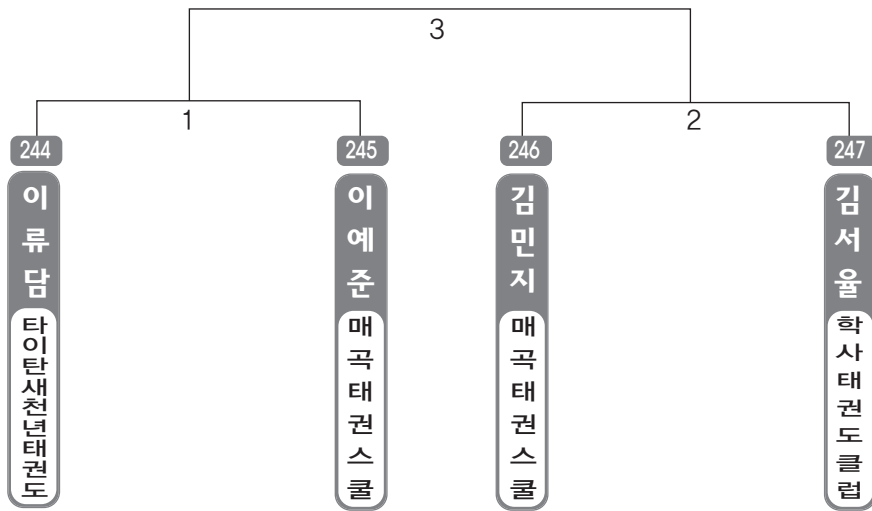 3
1
2
244
245
246
247
이류담
이예준
김민지
김서율
타이탄새천년태권도
매곡태권스쿨
매곡태권스쿨
학사태권도클럽